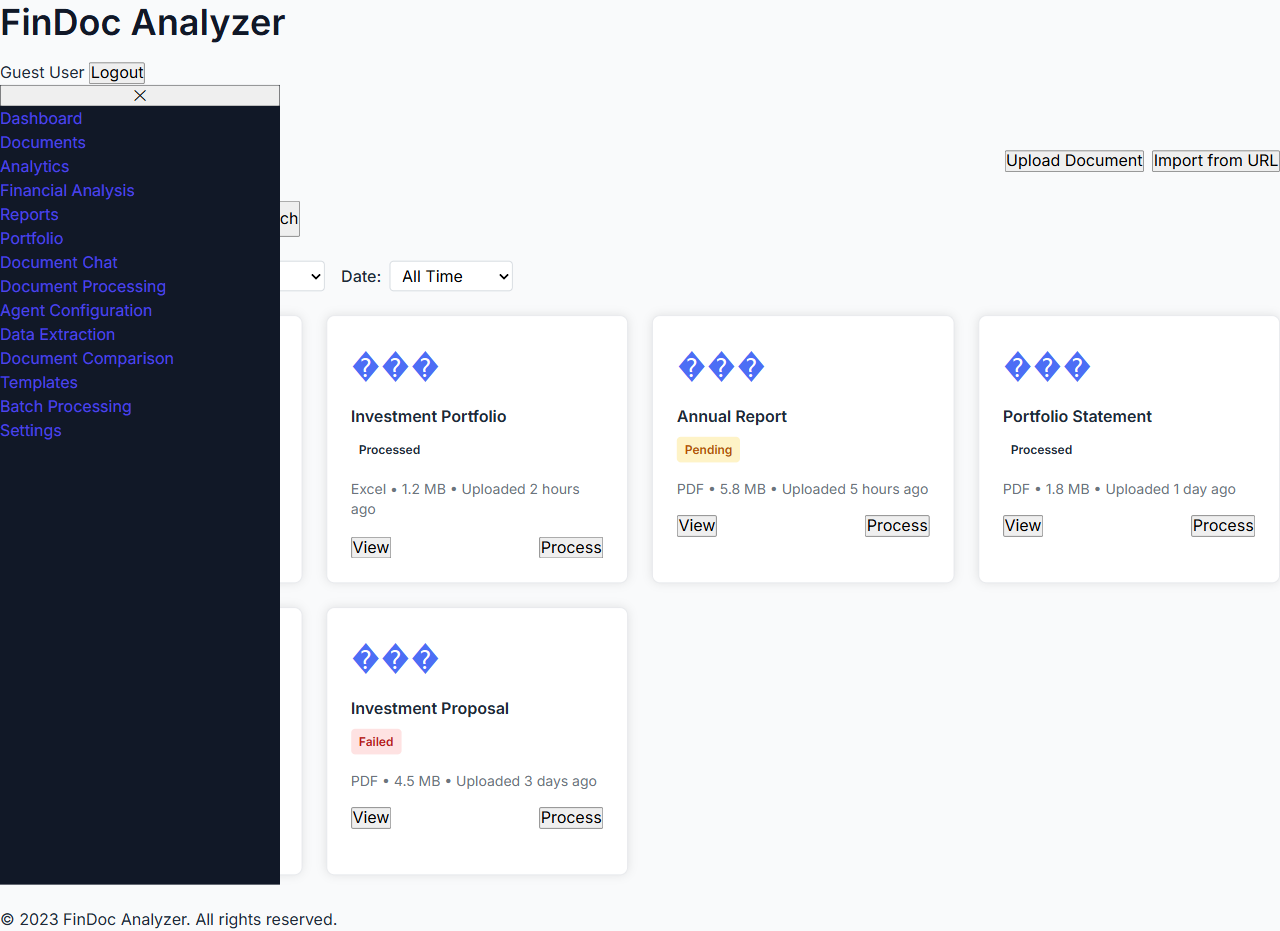 FinDoc Analyzer
Guest User Logout
Dashboard
Documents
Analytics
Financial Analysis
Reports
Portfolio
Document Chat
Document Processing
Agent Configuration
Data Extraction
Document Comparison
Templates
Batch Processing
Settings
Upload Document Import from URL
ch
Date: All Time
���
Investment Portfolio
Processed
Excel • 1.2 MB • Uploaded 2 hours
ago
View Process
���
Annual Report
Pending
PDF • 5.8 MB • Uploaded 5 hours ago
View Process
���
Portfolio Statement
Processed
PDF • 1.8 MB • Uploaded 1 day ago
View Process
���
Investment Proposal
Failed
PDF • 4.5 MB • Uploaded 3 days ago
View Process
© 2023 FinDoc Analyzer. All rights reserved.